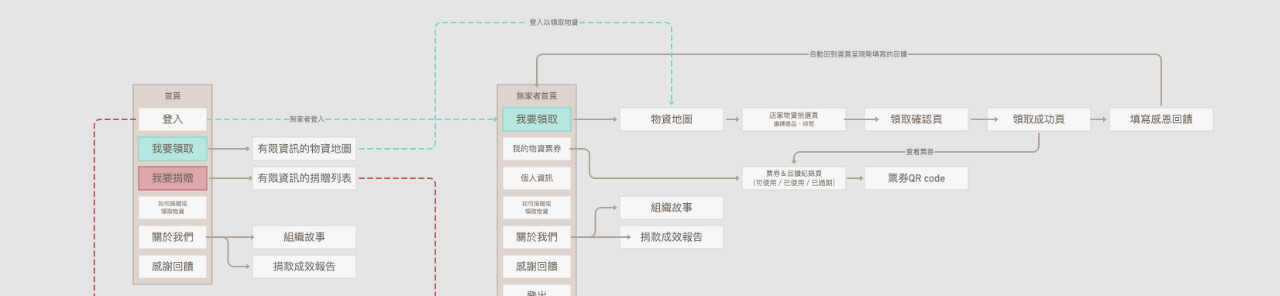 登入以領取物資
自動回到首頁呈現剛填寫的回饋
首頁
登入
我要領取
我要捐贈
如何捐贈或
領取物資
關於我們
感謝回饋
無家者登入
有限資訊的物資地圖
有限資訊的捐贈列表
組織故事
捐款成效報告
無家者首頁
我要領取
我的物資票券
個人資訊
如何捐贈或
領取物資
關於我們
感謝回饋
登出
物資地圖
店家物資挑選頁
選擇商品、時間
領取確認頁
領取成功頁
填寫感恩回饋
查看票券
票券&回饋紀錄頁
(可使用/已使用/已過期)
票券QR code
組織故事
捐款成效報告